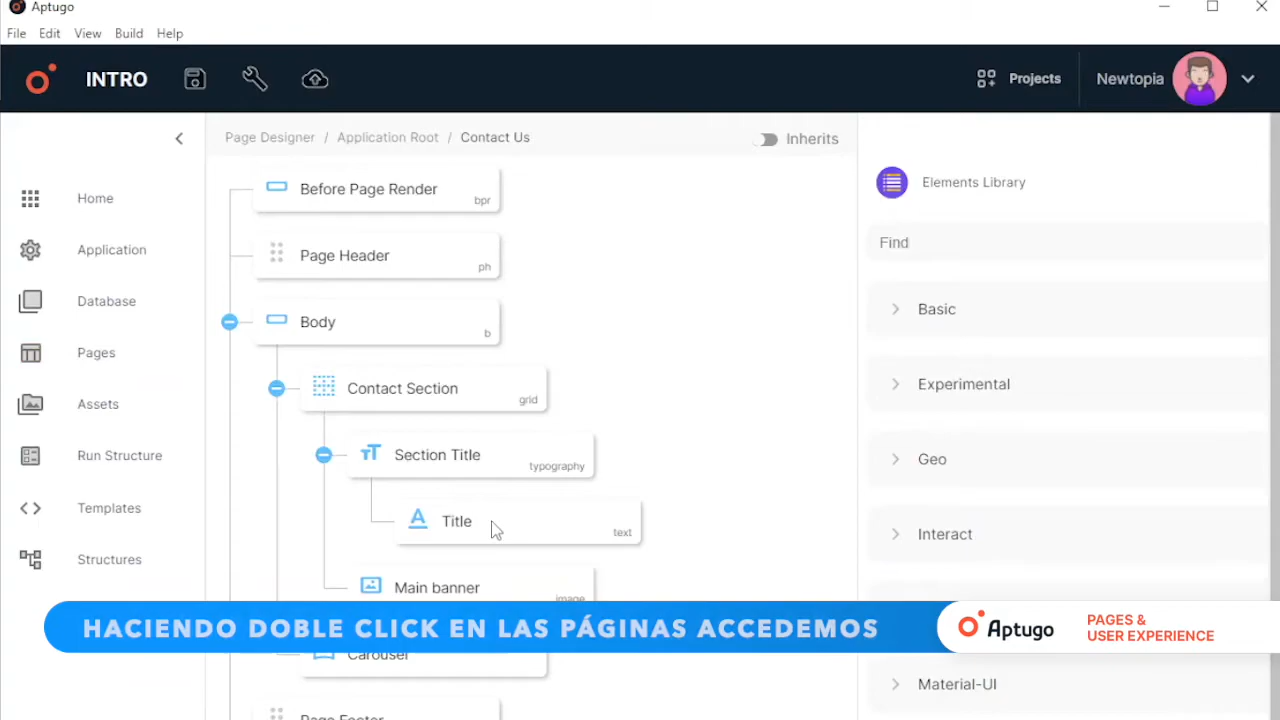 Aptugo
File Edit View Build Help
INTRO
Projects
Newtopia
Page Designer / Application Root / Contact Us
Inherits
Home
Application
Database
Pages
Assets
Run Structure
Templates
Structures
Before Page Render
bpr
Page Header
ph
Body
b
Contact Section
grid
Section Title
typography
Title
text
Main banner
image
Carousel
Page Footer
Elements Library
Find
Basic
Experimental
Geo
Interact
Material-UI
HACIENDO DOBLE CLICK EN LAS PÁGINAS ACCEDEMOS
Aptugo
PAGES &
USER EXPERIENCE